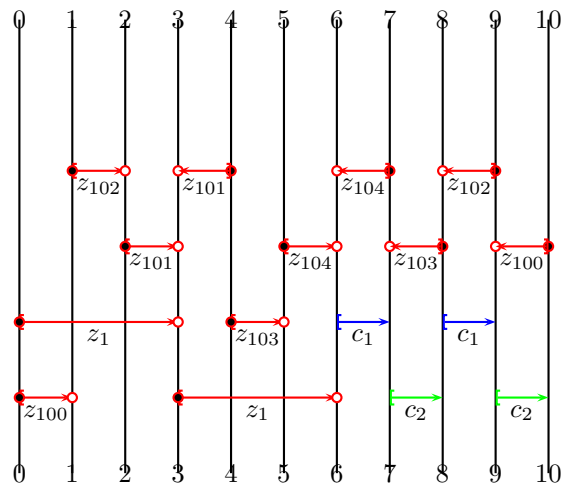 0 1 2 3 4 5 6 7 8 9 10
z₁₀₂ z₁₀₁ z₁₀₄ z₁₀₂
z₁₀₁ z₁₀₄ z₁₀₃ z₁₀₀
z₁ z₁₀₃ c₁ c₁
z₁₀₀ z₁ c₂ c₂
0 1 2 3 4 5 6 7 8 9 10